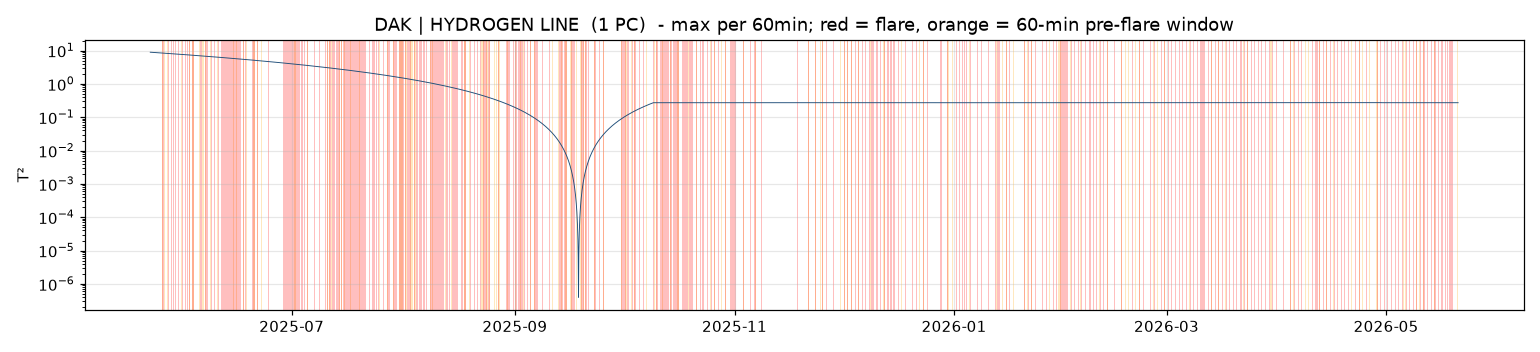 DAK | HYDROGEN LINE  (1 PC)  - max per 60min; red = flare, orange = 60-min pre-flare window
T²
10¹
10⁰
10⁻¹
10⁻²
10⁻³
10⁻⁴
10⁻⁵
10⁻⁶
2025-07 2025-09 2025-11 2026-01 2026-03 2026-05